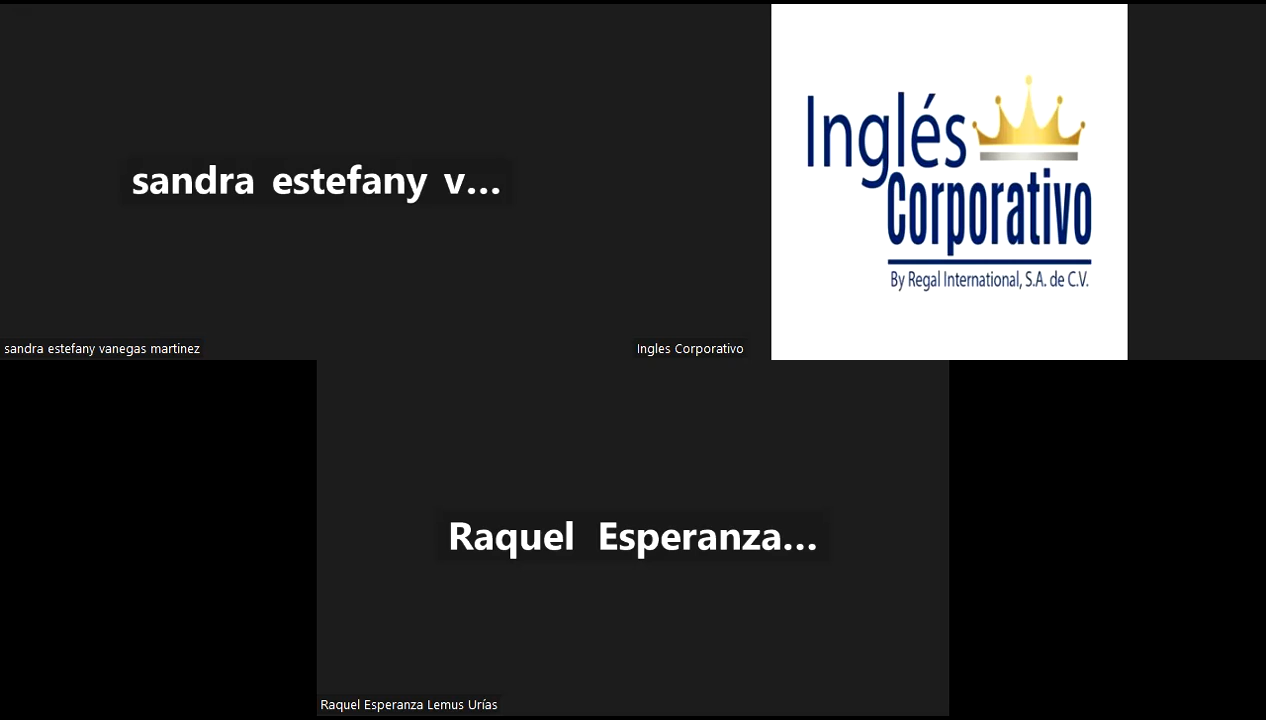 sandra estefany v...
Inglés
Corporativo
By Regal International, S.A. de C.V.
sandra estefany vanegas martinez
Ingles Corporativo
Raquel Esperanza...
Raquel Esperanza Lemus Urías